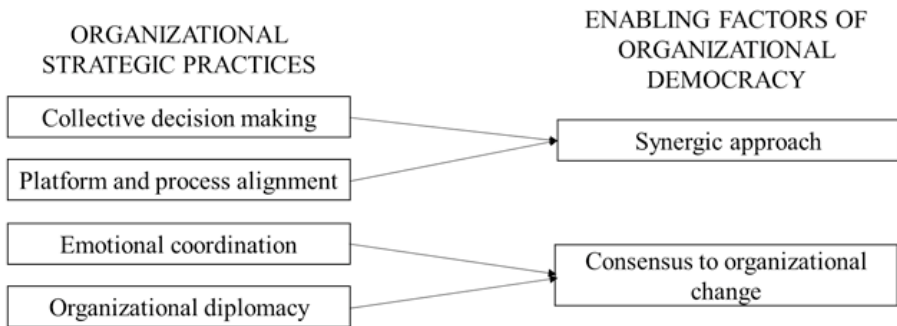 ORGANIZATIONAL
STRATEGIC PRACTICES
ENABLING FACTORS OF
ORGANIZATIONAL
DEMOCRACY
Collective decision making
Platform and process alignment
Emotional coordination
Organizational diplomacy
Synergic approach
Consensus to organizational
change